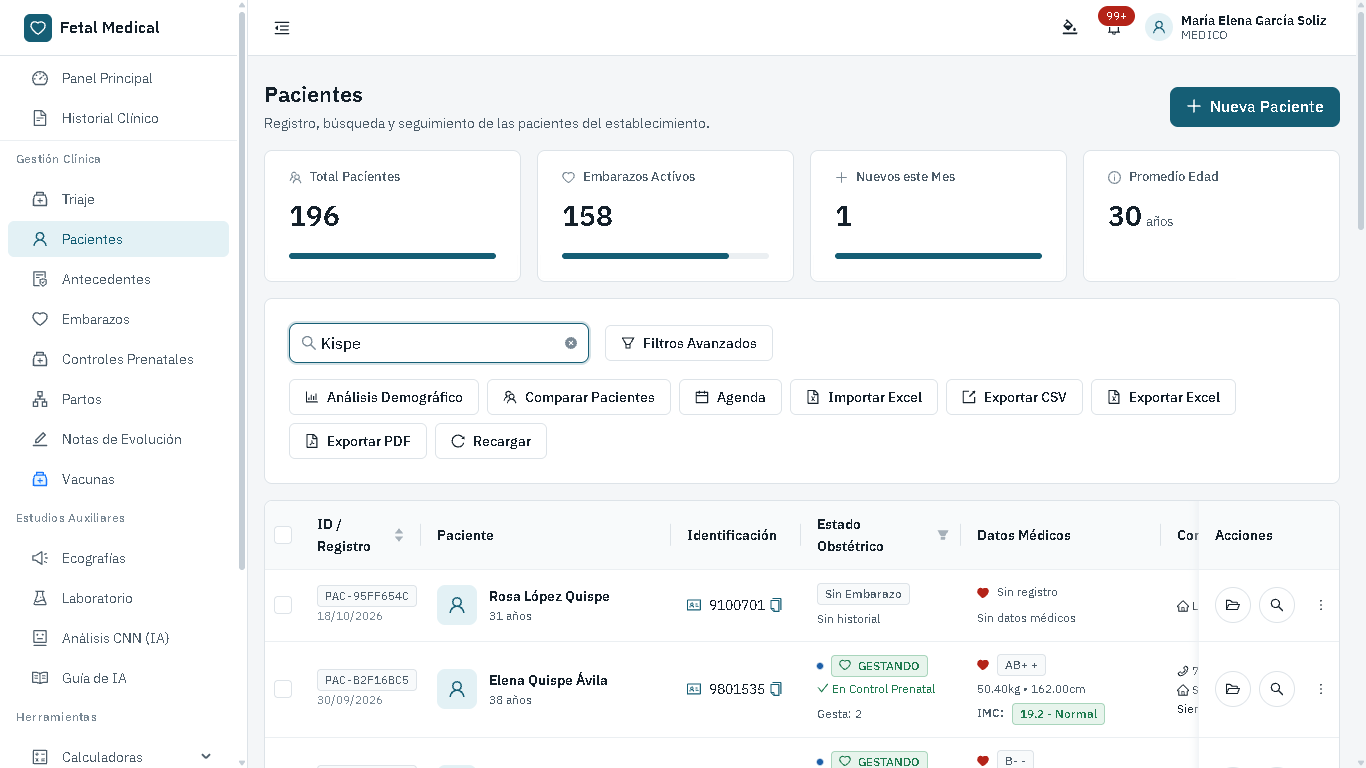 Fetal Medical
Panel Principal
Historial Clínico
Gestión Clínica
Triaje
Pacientes
Antecedentes
Embarazos
Controles Prenatales
Partos
Notas de Evolución
Vacunas
Estudios Auxiliares
Ecografías
Laboratorio
Análisis CNN (IA)
Guía de IA
Herramientas
Calculadoras
99+
María Elena García Soliz
MEDICO
Pacientes
Registro, búsqueda y seguimiento de las pacientes del establecimiento.
Nueva Paciente
Total Pacientes
196
Embarazos Activos
158
Nuevos este Mes
1
Promedio Edad
30 años
Kispe
Filtros Avanzados
Análisis Demográfico
Comparar Pacientes
Agenda
Importar Excel
Exportar CSV
Exportar Excel
Exportar PDF
Recargar
ID / Registro
Paciente
Identificación
Estado Obstétrico
Datos Médicos
Acciones
PAC-95FF654C
18/10/2026
Rosa López Quispe
31 años
9100701
Sin Embarazo
Sin historial
Sin registro
Sin datos médicos
PAC-B2F16BC5
30/09/2026
Elena Quispe Ávila
38 años
9801535
GESTANDO
En Control Prenatal
Gesta: 2
AB+ +
50.40kg • 162.00cm
IMC: 19.2 - Normal
GESTANDO
B- -